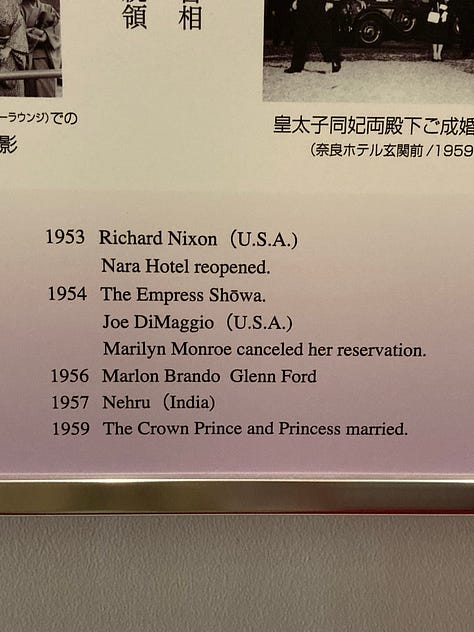 統領
首相
ーラウンジ)での
影
皇太子同妃両殿下ご成婚
(奈良ホテル玄関前/1959
1953 Richard Nixon (U.S.A.)
Nara Hotel reopened.
1954 The Empress Shōwa.
Joe DiMaggio (U.S.A.)
Marilyn Monroe canceled her reservation.
1956 Marlon Brando Glenn Ford
1957 Nehru (India)
1959 The Crown Prince and Princess married.